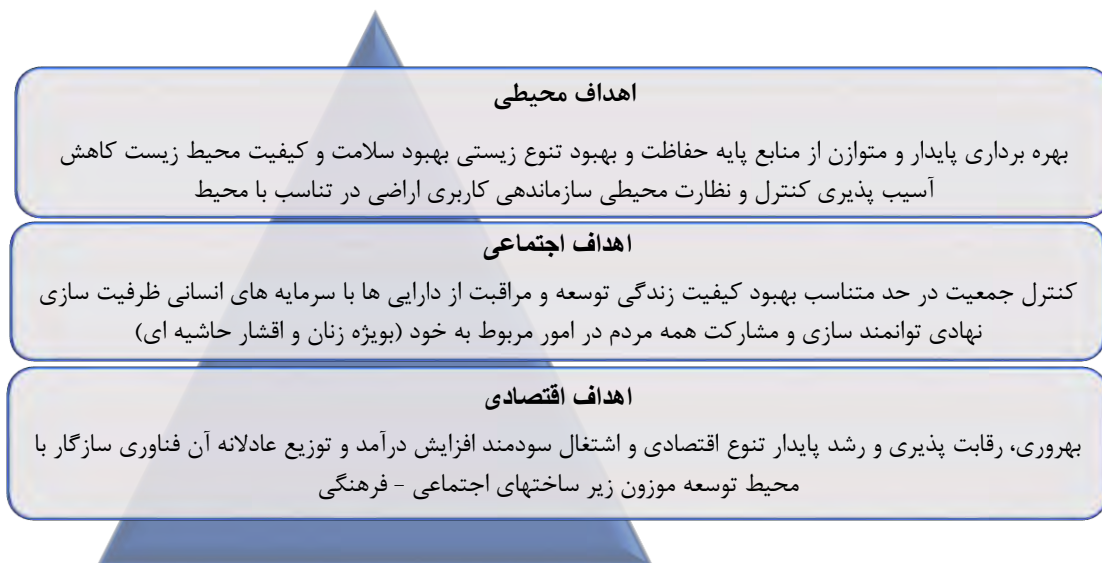 اهداف محیطی
بهره برداری پایدار و متوازن از منابع پایه حفاظت و بهبود تنوع زیستی بهبود سلامت و کیفیت محیط زیست کاهش
آسیب پذیری کنترل و نظارت محیطی سازماندهی کاربری اراضی در تناسب با محیط
اهداف اجتماعی
کنترل جمعیت در حد متناسب بهبود کیفیت زندگی توسعه و مراقبت از دارایی ها با سرمایه های انسانی ظرفیت سازی
نهادی توانمند سازی و مشارکت همه مردم در امور مربوط به خود (بویژه زنان و اقشار حاشیه ای)
اهداف اقتصادی
بهروری، رقابت پذیری و رشد پایدار تنوع اقتصادی و اشتغال سودمند افزایش درآمد و توزیع عادلانه آن فناوری سازگار با
محیط توسعه موزون زیر ساختهای اجتماعی - فرهنگی